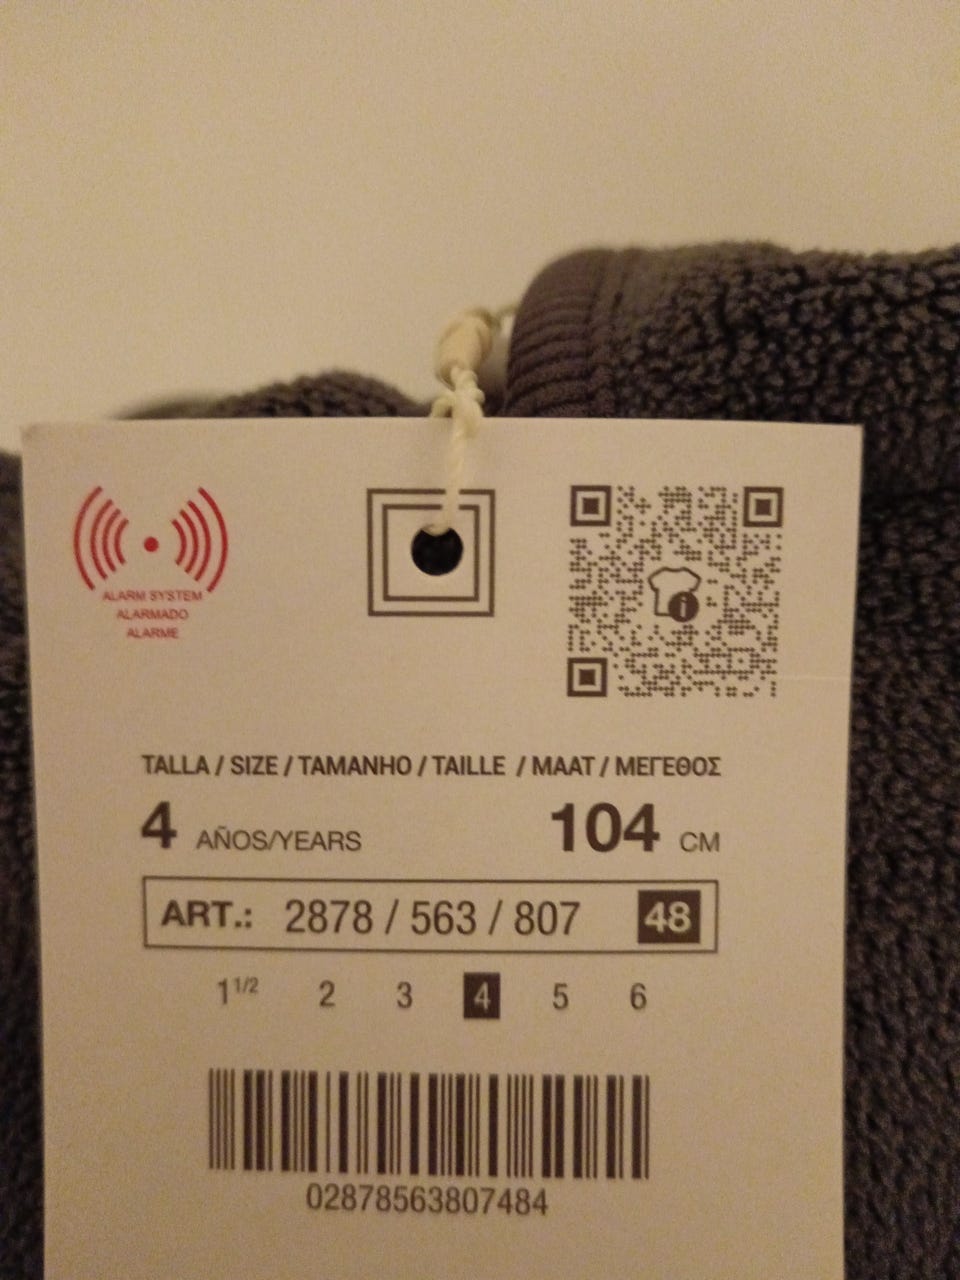 ALARM SYSTEM
ALARMADO
ALARME
TALLA / SIZE / TAMANHO / TAILLE / MAAT / ΜΕΓΕΘΟΣ
4 AÑOS/YEARS 104 CM
ART.: 2878 / 563 / 807 48
1 1/2 2 3 4 5 6
02878563807484